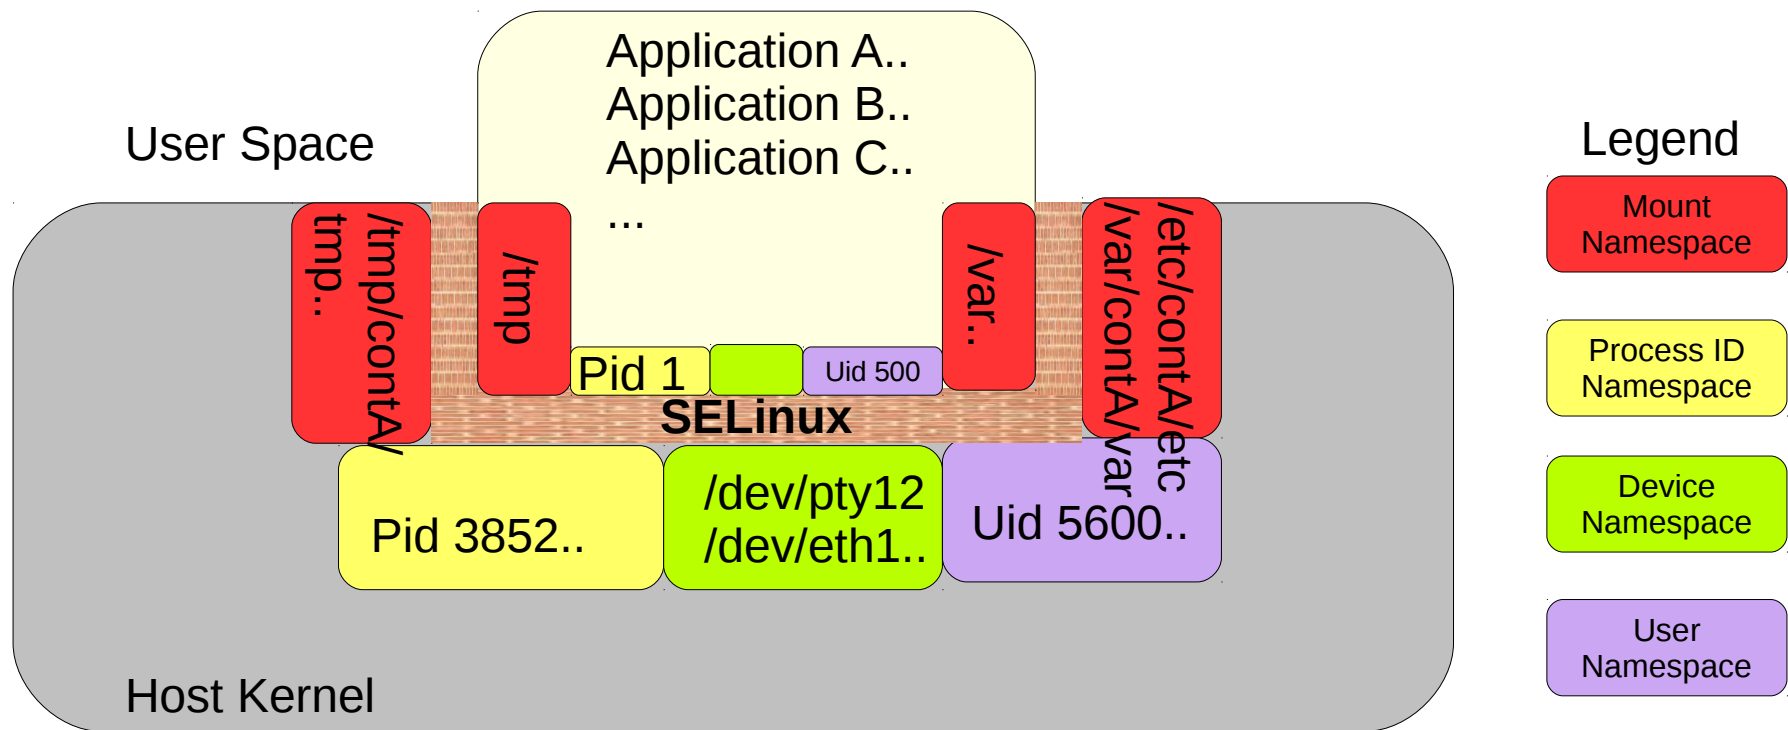 Application A..
Application B..
Application C..
...
User Space
Legend
Mount
Namespace
/tmp/contA/
tmp..
/tmp
/var..
/etc/contA/etc
/var/contA/var
Process ID
Namespace
Pid 1
Uid 500
SELinux
Device
Namespace
Pid 3852..
/dev/pty12
/dev/eth1..
Uid 5600..
User
Namespace
Host Kernel